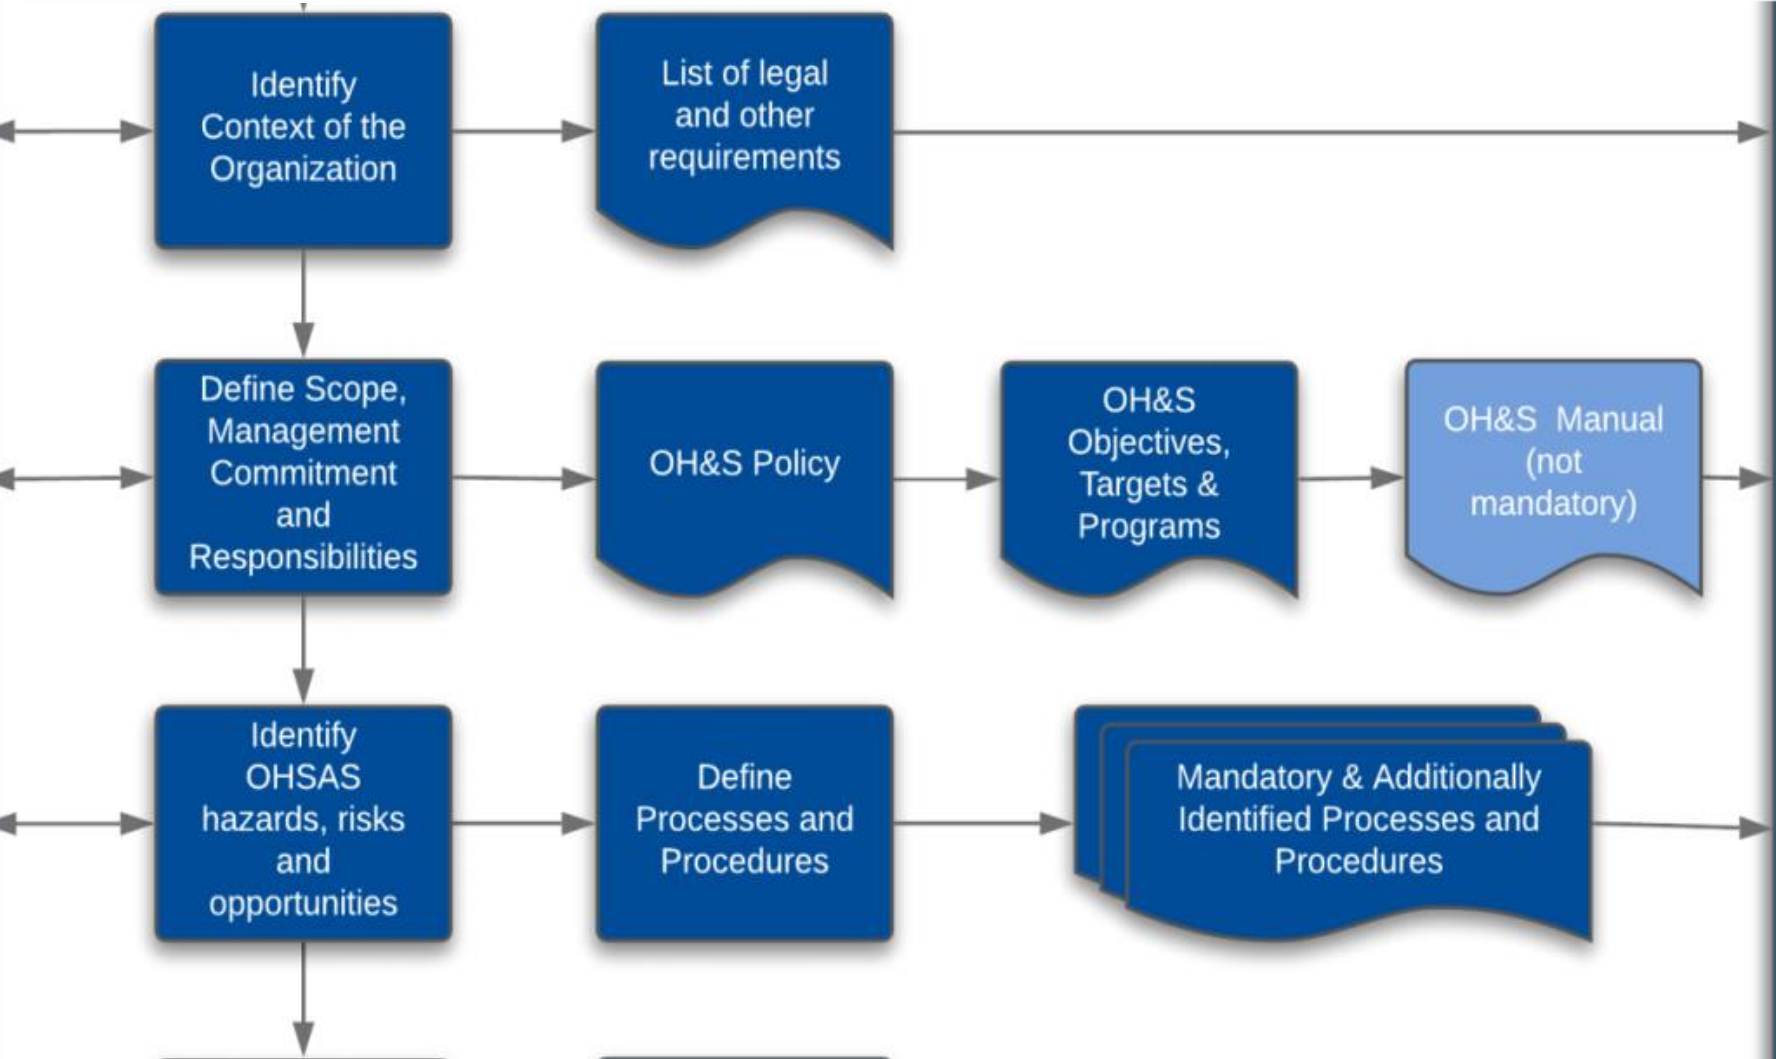 Identify
Context of the
Organization
List of legal
and other
requirements
Define Scope,
Management
Commitment
and
Responsibilities
OH&S Policy
OH&S
Objectives,
Targets &
Programs
OH&S  Manual
(not
mandatory)
Identify
OHSAS
hazards, risks
and
opportunities
Define
Processes and
Procedures
Mandatory & Additionally
Identified Processes and
Procedures